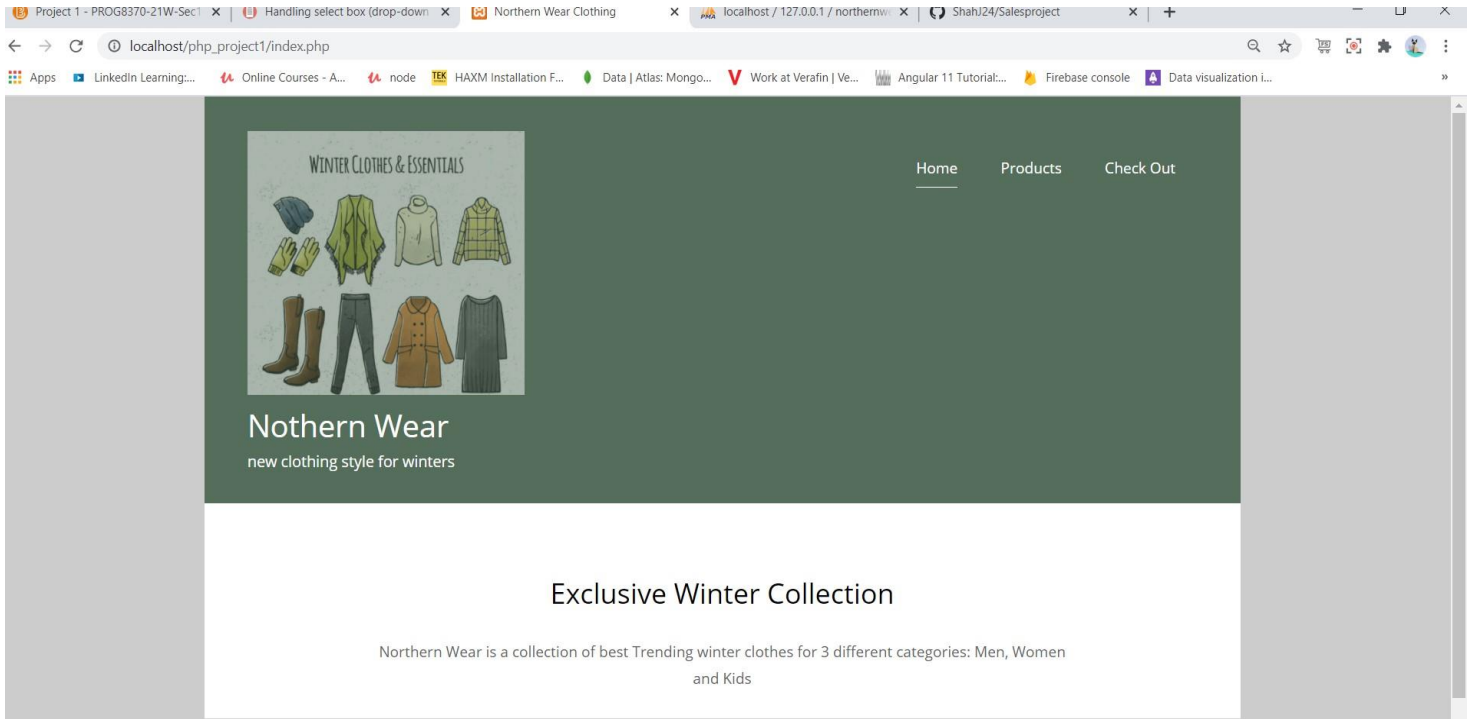 Project 1 - PROG8370-21W-Sec1
Handling select box (drop-down
Northern Wear Clothing
localhost / 127.0.0.1 / northernwe
ShahJ24/Salesproject
localhost/php_project1/index.php
Apps
LinkedIn Learning:...
Online Courses - A...
node
TEK
HAXM Installation F...
Data | Atlas: Mongo...
Work at Verafin | Ve...
Angular 11 Tutorial:...
Firebase console
Data visualization i...
»
WINTER CLOTHES & ESSENTIALS
Home
Products
Check Out
Nothern Wear
new clothing style for winters
Exclusive Winter Collection
Northern Wear is a collection of best Trending winter clothes for 3 different categories: Men, Women
and Kids